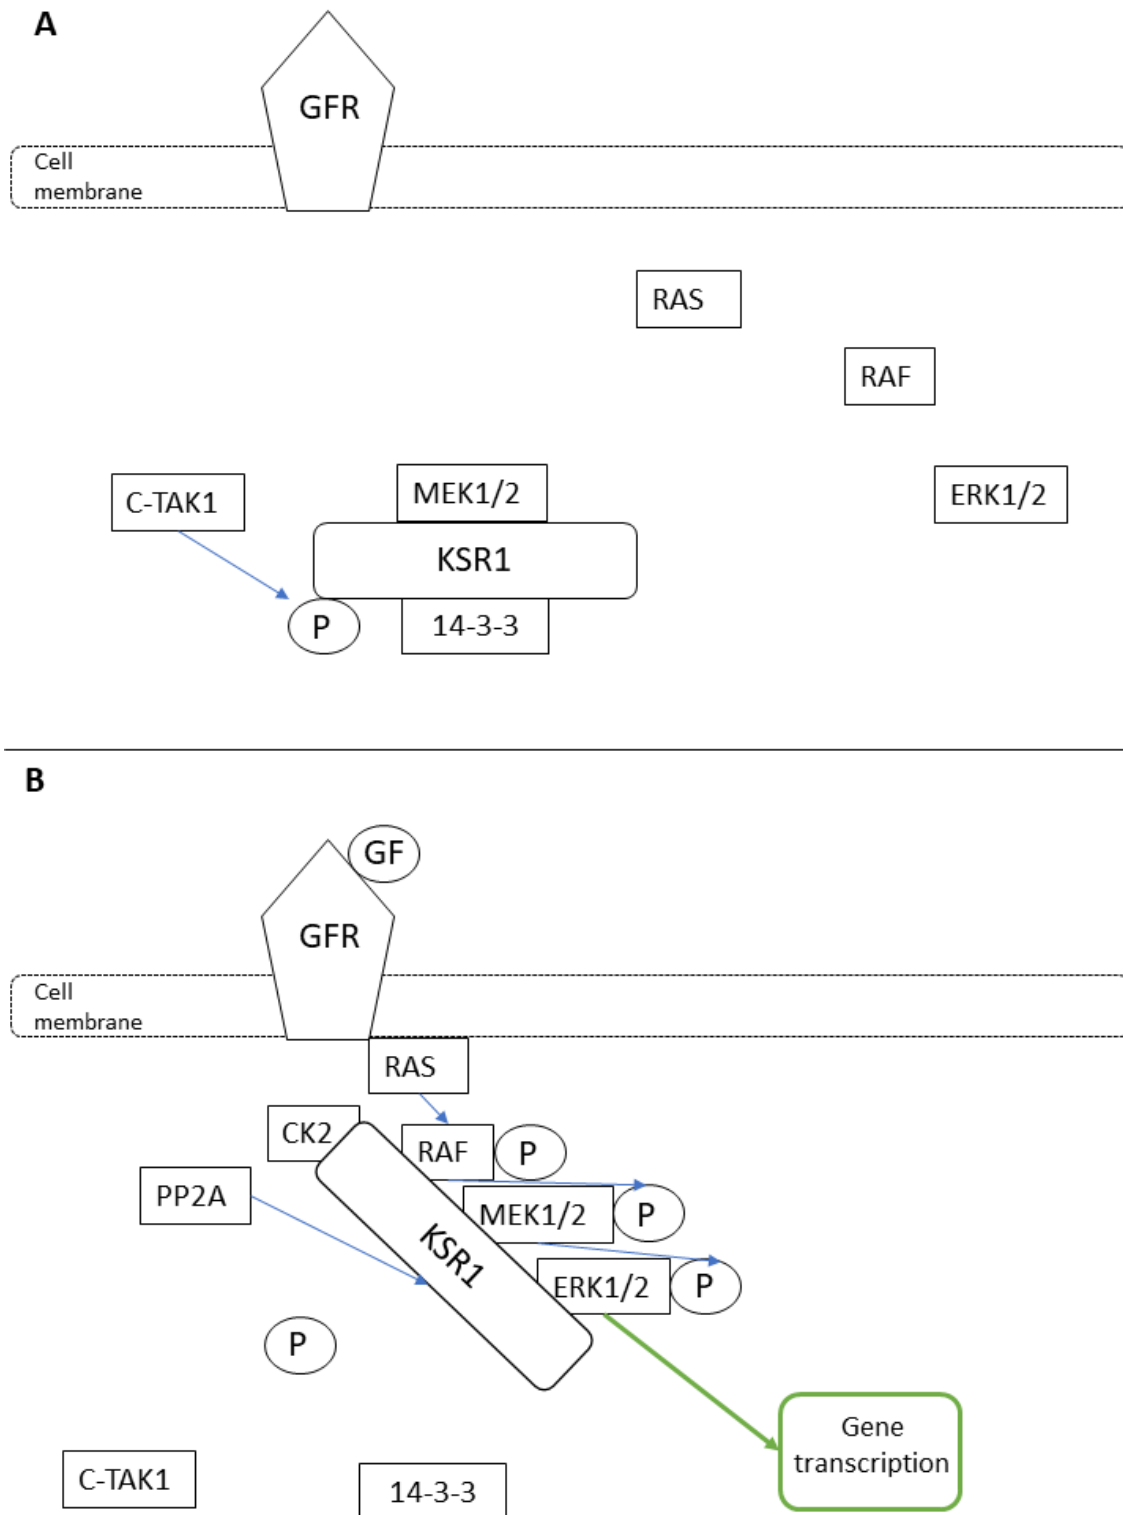 A
GFR
Cell
membrane
RAS
RAF
C-TAK1
MEK1/2
ERK1/2
KSR1
P
14-3-3
B
GF
GFR
Cell
membrane
RAS
CK2
RAF
P
PP2A
MEK1/2
P
KSR1
ERK1/2
P
P
Gene
transcription
C-TAK1
14-3-3